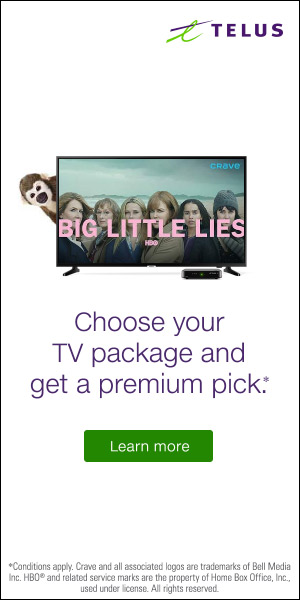 TELUS
CRAVE
BIG LITTLE LIES
HBO
Choose your
TV package and
get a premium pick.*
Learn more
*Conditions apply. Crave and all associated logos are trademarks of Bell Media
Inc. HBO® and related service marks are the property of Home Box Office, Inc.,
used under license. All rights reserved.